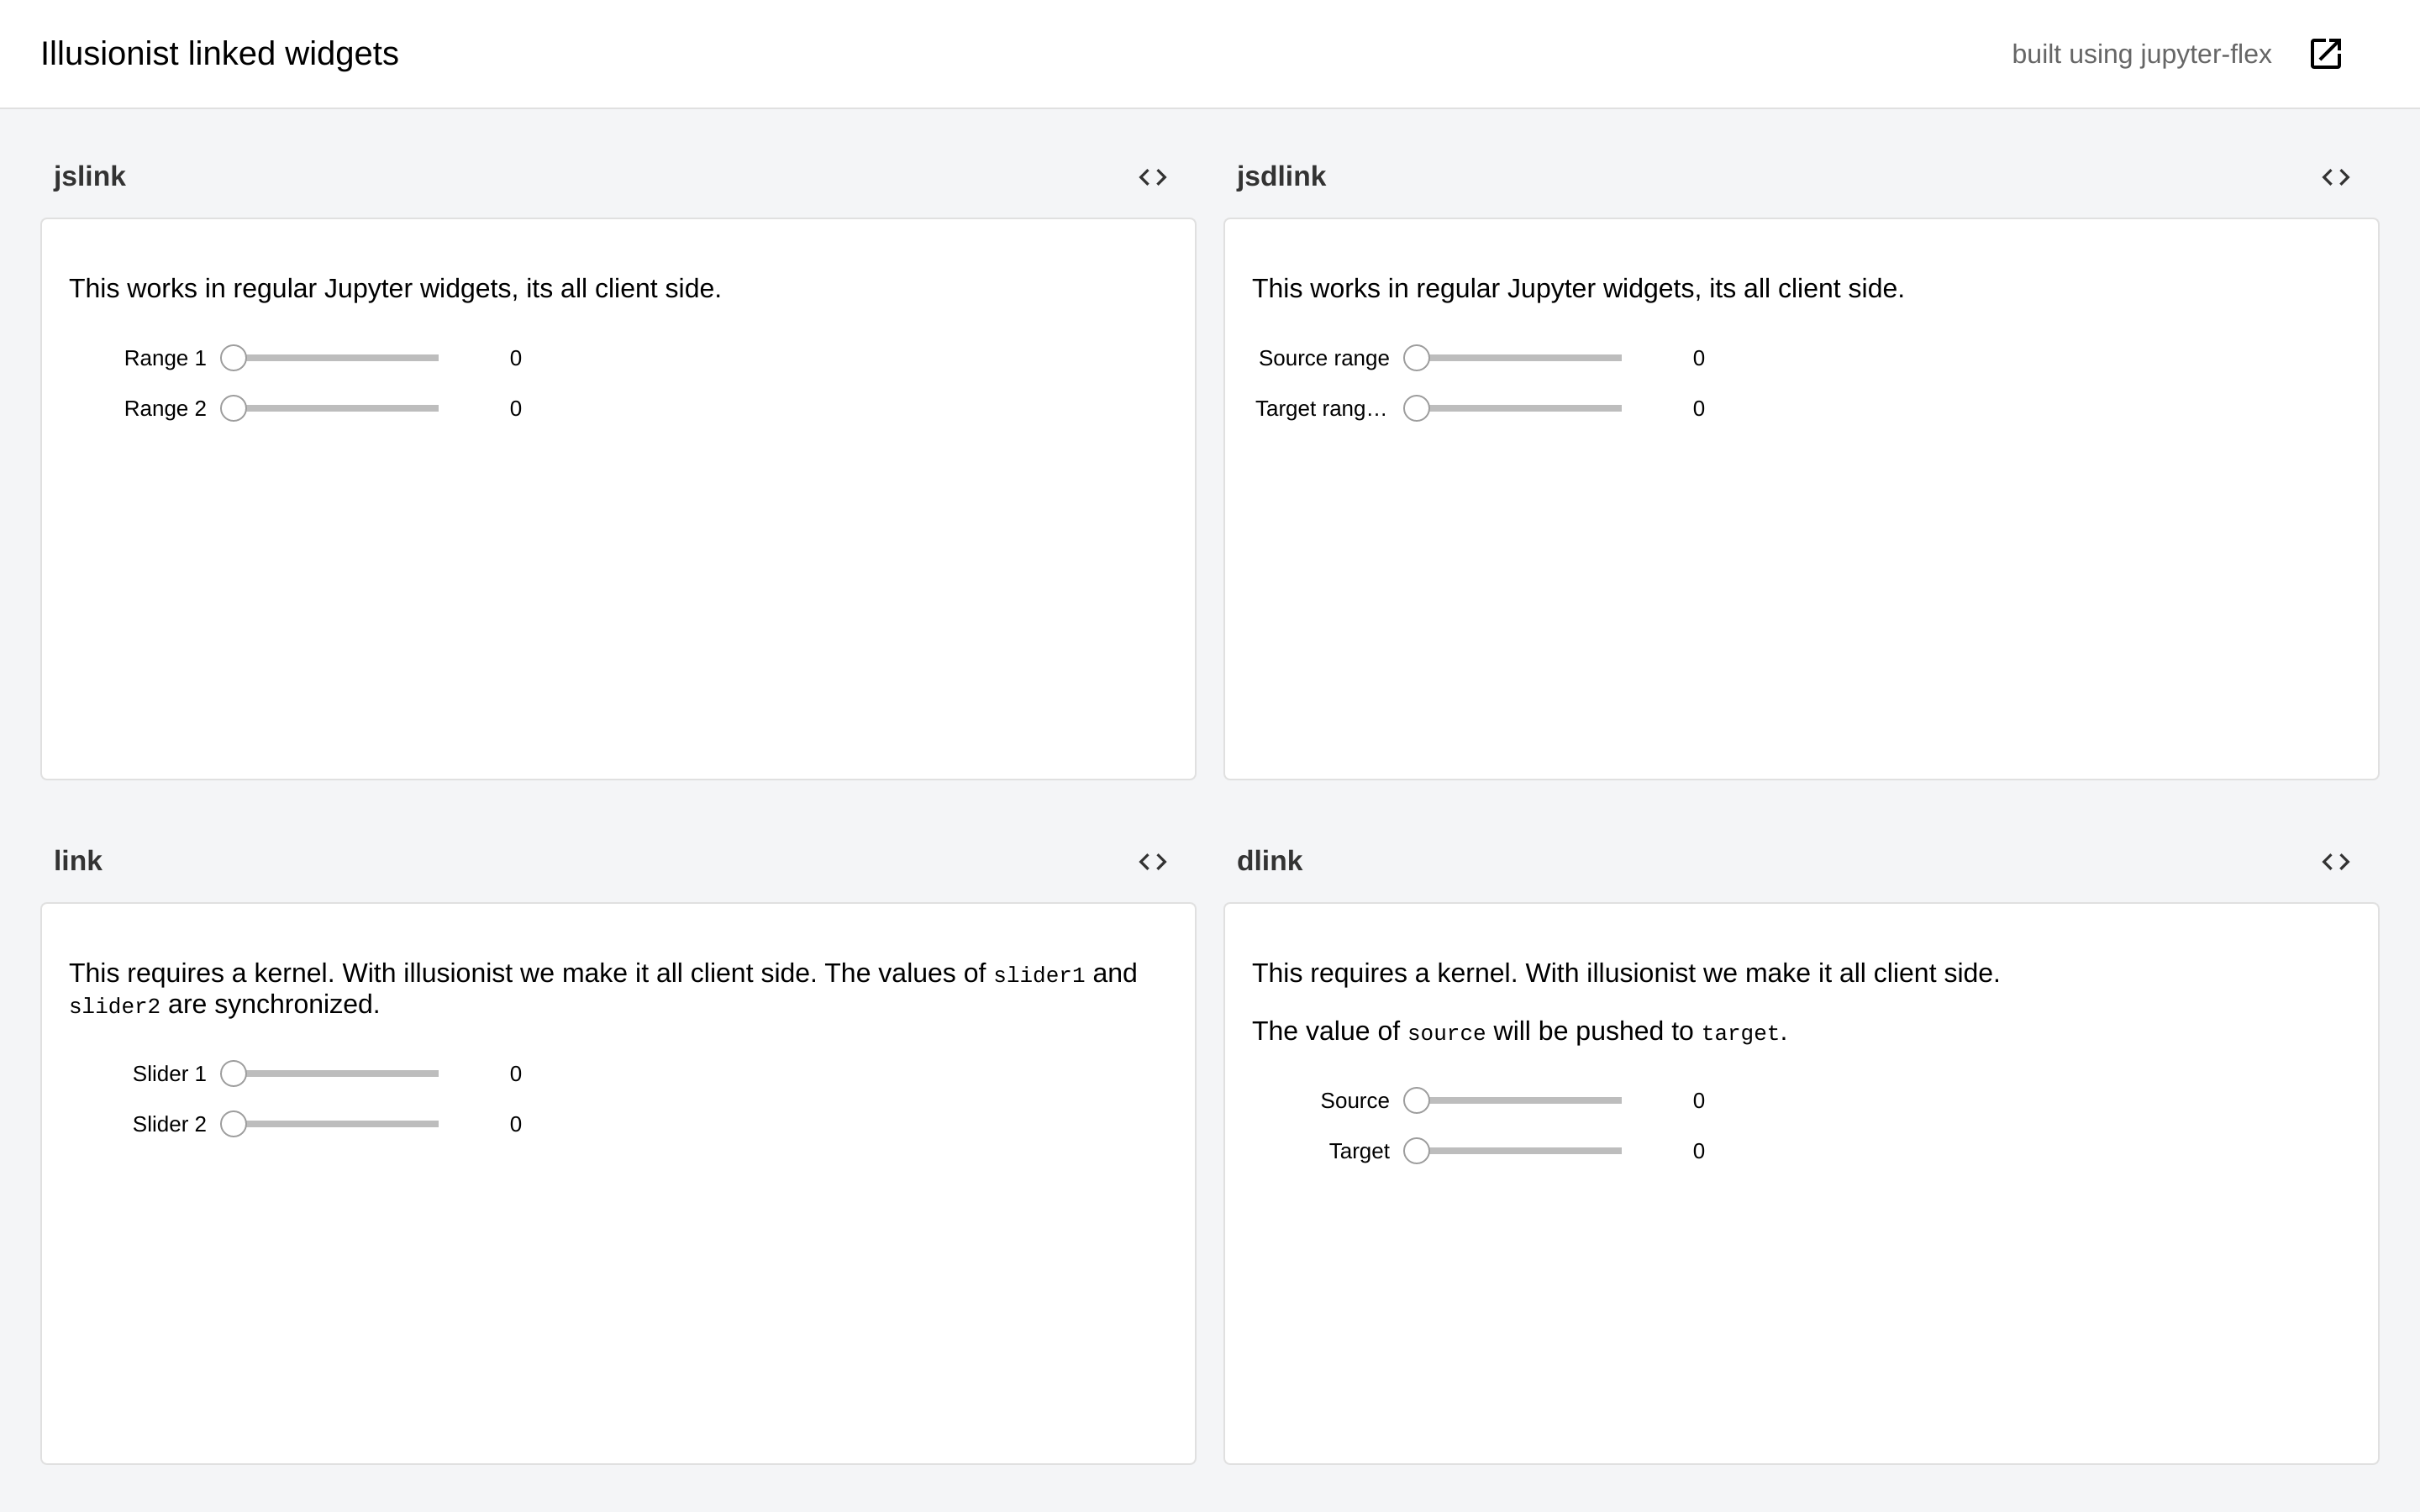 Illusionist linked widgets
built using jupyter-flex
jslink
This works in regular Jupyter widgets, its all client side.
Range 1 0
Range 2 0
jsdlink
This works in regular Jupyter widgets, its all client side.
Source range 0
Target rang… 0
link
This requires a kernel. With illusionist we make it all client side. The values of slider1 and
slider2 are synchronized.
Slider 1 0
Slider 2 0
dlink
This requires a kernel. With illusionist we make it all client side.
The value of source will be pushed to target.
Source 0
Target 0